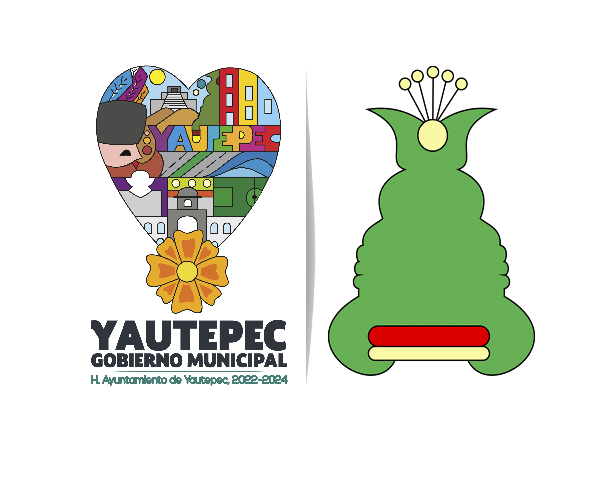 YAUTEPEC
YAUTEPEC
GOBIERNO MUNICIPAL
H. Ayuntamiento de Yautepec, 2022-2024